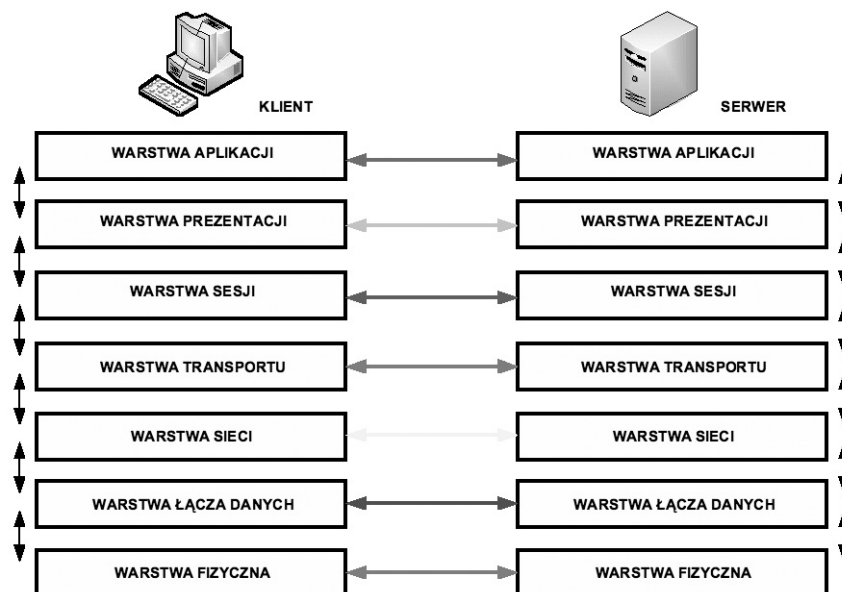 KLIENT
SERWER
WARSTWA APLIKACJI
WARSTWA APLIKACJI
WARSTWA PREZENTACJI
WARSTWA PREZENTACJI
WARSTWA SESJI
WARSTWA SESJI
WARSTWA TRANSPORTU
WARSTWA TRANSPORTU
WARSTWA SIECI
WARSTWA SIECI
WARSTWA ŁĄCZA DANYCH
WARSTWA ŁĄCZA DANYCH
WARSTWA FIZYCZNA
WARSTWA FIZYCZNA